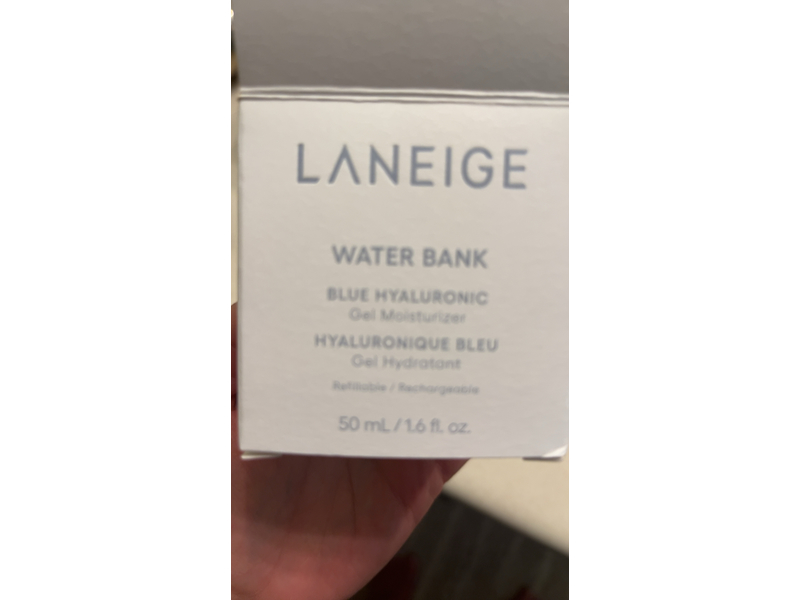 LANEIGE
WATER BANK
BLUE HYALURONIC
Gel Moisturizer
HYALURONIQUE BLEU
Gel Hydratant
Refillable / Rechargeable
50 mL / 1.6 fl. oz.